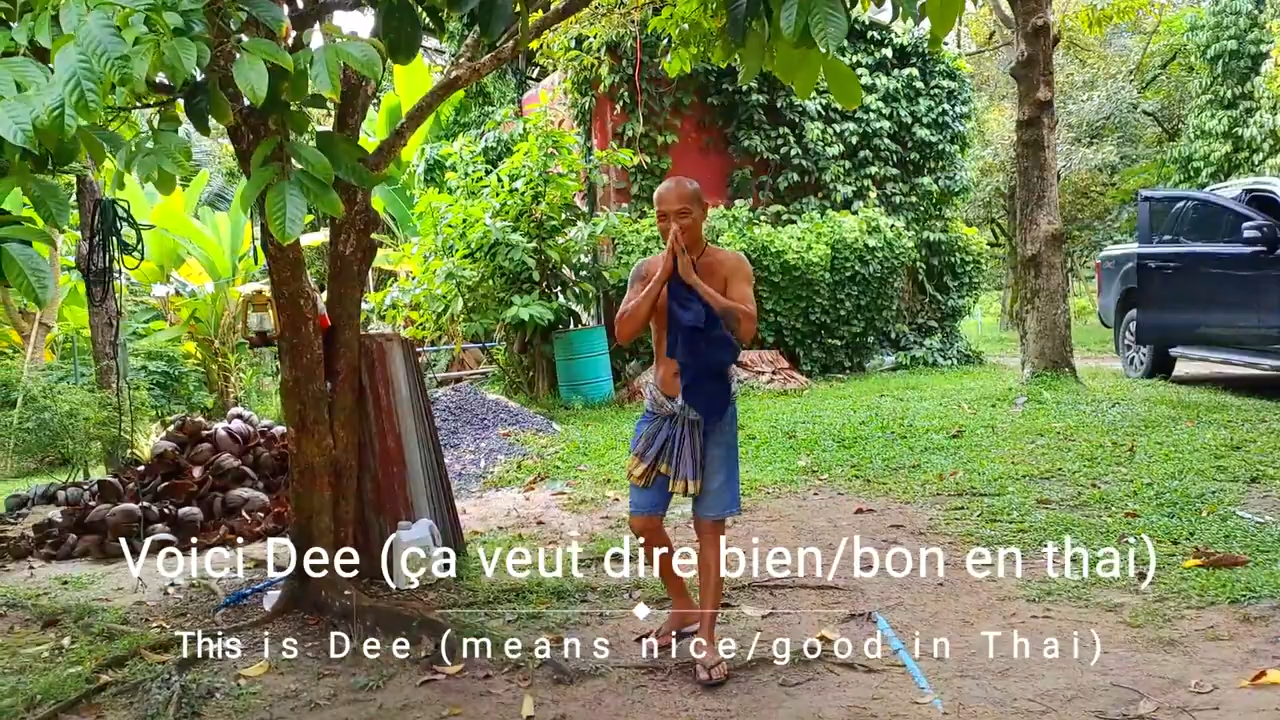 Voici Dee (ça veut dire bien/bon en thai)
This is Dee (means nice/good in Thai)